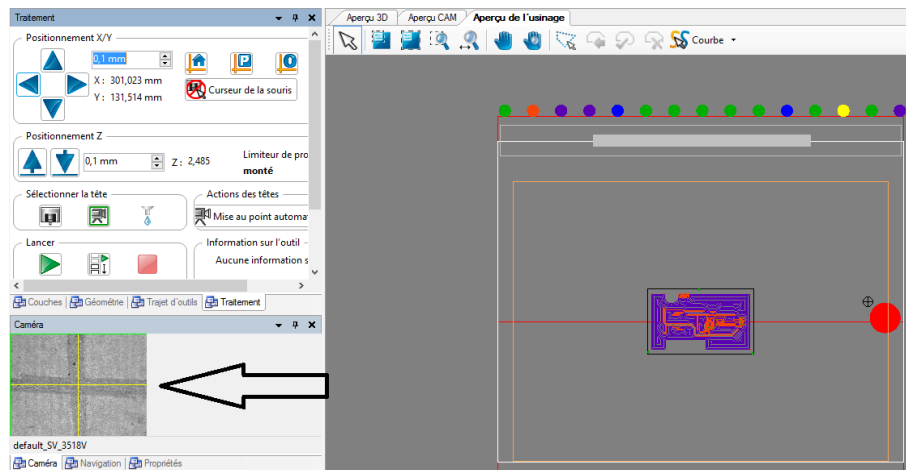 Traitement
Positionnement X/Y
0,1 mm
X : 301,023 mm
Y : 131,514 mm
Curseur de la souris
Positionnement Z
0,1 mm
Z : 2,485
Limiteur de pro
monté
Sélectionner la tête
Actions des têtes
Mise au point automat
Lancer
Information sur l'outil
Aucune information s
Couches
Géométrie
Trajet d'outils
Traitement
Caméra
default_SV_3518V
Caméra
Navigation
Propriétés
Aperçu 3D
Aperçu CAM
Aperçu de l'usinage
Courbe